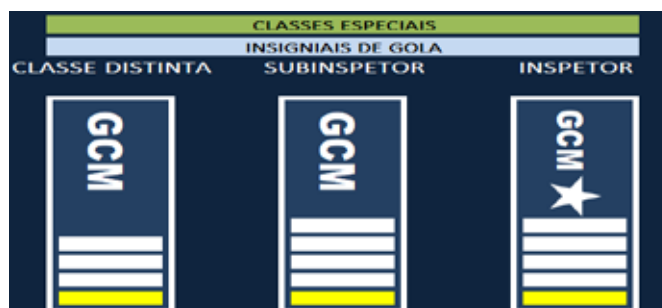 CLASSES ESPECIAIS
INSIGNIAIS DE GOLA
CLASSE DISTINTA SUBINSPETOR INSPETOR
GCM GCM GCM